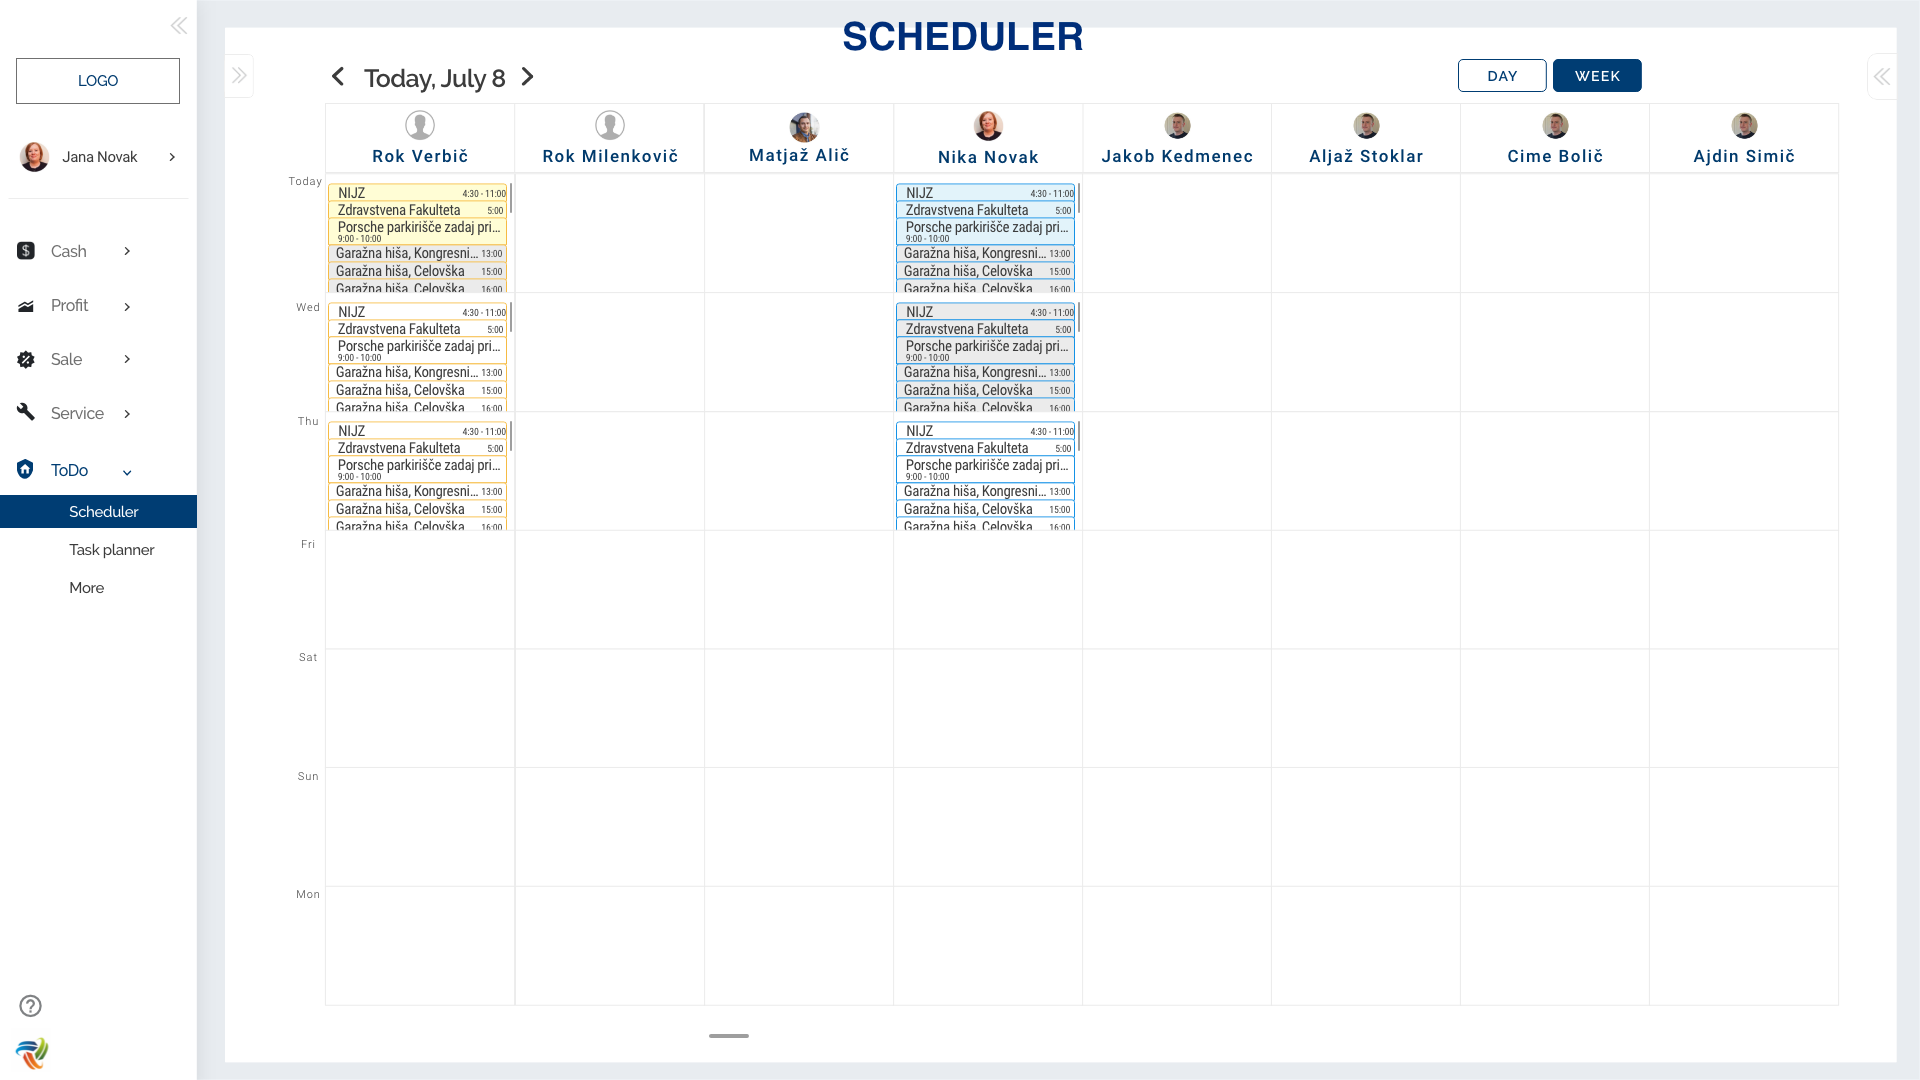 SCHEDULER
LOGO
Jana Novak
Cash
Profit
Sale
Service
ToDo
Scheduler
Task planner
More
Today, July 8
DAY
WEEK
Rok Verbič
Rok Milenkovič
Matjaž Alič
Nika Novak
Jakob Kedmenec
Aljaž Stoklar
Cime Bolič
Ajdin Simič
Today
NIJZ 4:30 - 11:00
Zdravstvena Fakulteta 5:00
Porsche parkirišče zadaj pri...
9:00 - 10:00
Garažna hiša, Kongresni... 13:00
Garažna hiša, Celovška 15:00
Garažna hiša, Celovška 16:00
NIJZ 4:30 - 11:00
Zdravstvena Fakulteta 5:00
Porsche parkirišče zadaj pri...
9:00 - 10:00
Garažna hiša, Kongresni... 13:00
Garažna hiša, Celovška 15:00
Garažna hiša, Celovška 16:00
Wed
NIJZ 4:30 - 11:00
Zdravstvena Fakulteta 5:00
Porsche parkirišče zadaj pri...
9:00 - 10:00
Garažna hiša, Kongresni... 13:00
Garažna hiša, Celovška 15:00
Garažna hiša, Celovška 16:00
NIJZ 4:30 - 11:00
Zdravstvena Fakulteta 5:00
Porsche parkirišče zadaj pri...
9:00 - 10:00
Garažna hiša, Kongresni... 13:00
Garažna hiša, Celovška 15:00
Garažna hiša, Celovška 16:00
Thu
NIJZ 4:30 - 11:00
Zdravstvena Fakulteta 5:00
Porsche parkirišče zadaj pri...
9:00 - 10:00
Garažna hiša, Kongresni... 13:00
Garažna hiša, Celovška 15:00
Garažna hiša, Celovška 16:00
NIJZ 4:30 - 11:00
Zdravstvena Fakulteta 5:00
Porsche parkirišče zadaj pri...
9:00 - 10:00
Garažna hiša, Kongresni... 13:00
Garažna hiša, Celovška 15:00
Garažna hiša, Celovška 16:00
Fri
Sat
Sun
Mon